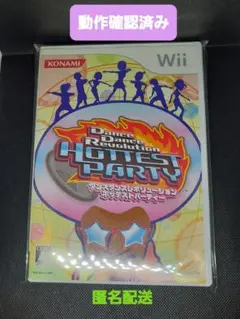 動作確認済み
KONAMI
Wii
Dance
Dance
Revolution
HOTTEST
PARTY
ダンスダンスレボリューション
ホッテスト パーティー
匿名配送